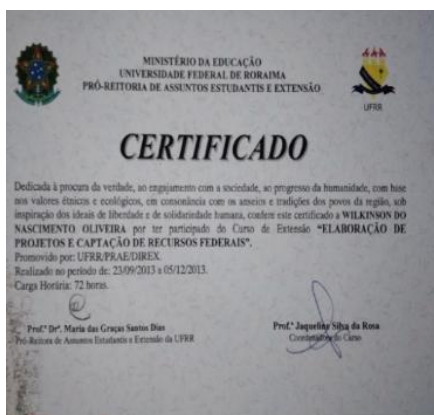 MINISTÉRIO DA EDUCAÇÃO
UNIVERSIDADE FEDERAL DE RORAIMA
PRÓ-REITORIA DE ASSUNTOS ESTUDANTIS E EXTENSÃO
UFRR
CERTIFICADO
Dedicada à procura da verdade, ao engajamento com a sociedade, ao progresso da humanidade, com base
nos valores étnicos e ecológicos, em consonância com os anseios e tradições dos povos da região, sob
inspiração dos ideais de liberdade e de solidariedade humana, confere este certificado a WILKINSON DO
NASCIMENTO OLIVEIRA por ter participado do Curso de Extensão "ELABORAÇÃO DE
PROJETOS E CAPTAÇÃO DE RECURSOS FEDERAIS".
Promovido por: UFRR/PRAE/DIREX.
Realizado no período de: 23/09/2013 a 05/12/2013.
Carga Horária: 72 horas.
Prof.ª Drª. Maria das Graças Santos Dias
Pró-Reitora de Assuntos Estudantis e Extensão da UFRR
Prof.ª Jaqueline Silva da Rosa
Coordenadora do Curso